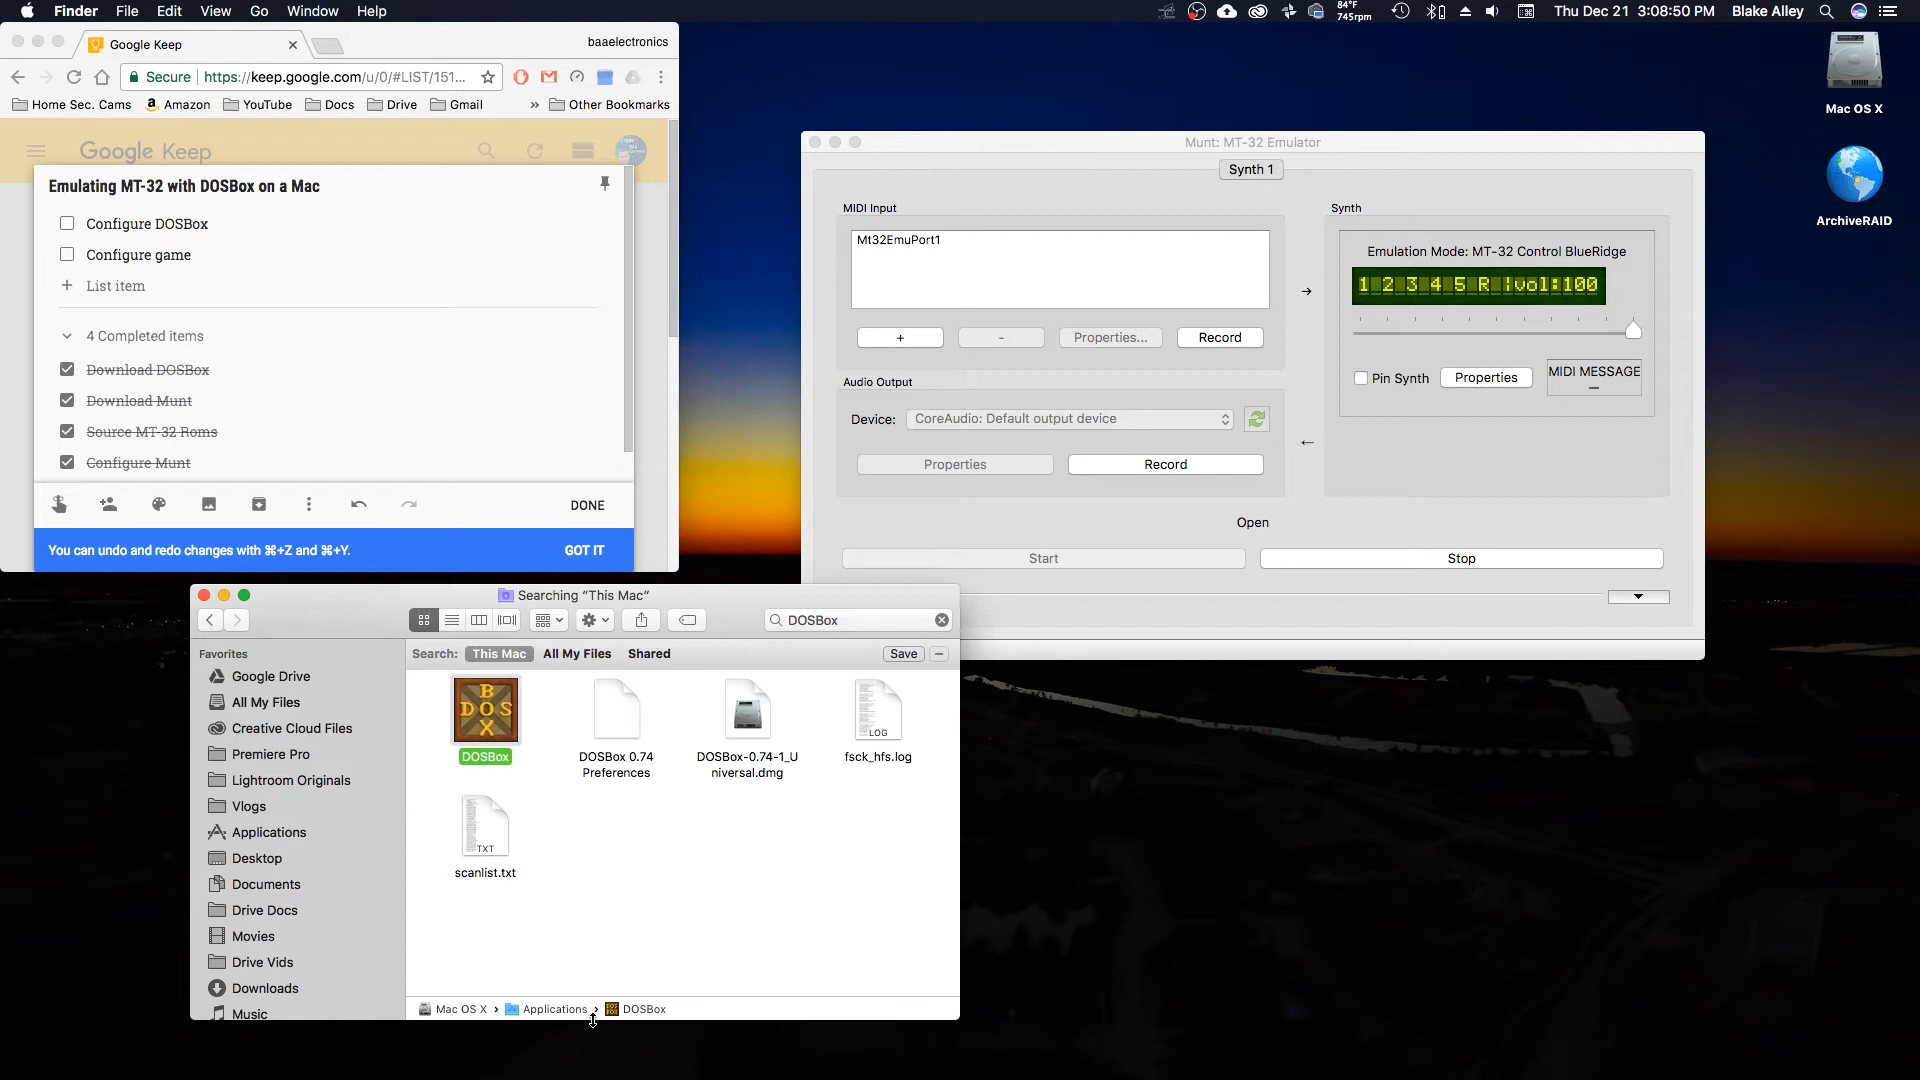 Finder File Edit View Go Window Help
84°F
745rpm
Thu Dec 21 3:08:50 PM Blake Alley
Google Keep
baaelectronics
Secure https://keep.google.com/u/0/#LIST/151...
Home Sec. Cams Amazon YouTube Docs Drive Gmail » Other Bookmarks
Google Keep
Emulating MT-32 with DOSBox on a Mac
Configure DOSBox
Configure game
+ List item
4 Completed items
Download DOSBox
Download Munt
Source MT-32 Roms
Configure Munt
DONE
You can undo and redo changes with ⌘+Z and ⌘+Y.
GOT IT
Munt: MT-32 Emulator
Synth 1
MIDI Input
Mt32EmuPort1
+ - Properties... Record
Audio Output
Device: CoreAudio: Default output device
Properties Record
Synth
Emulation Mode: MT-32 Control BlueRidge
1 2 3 4 5 R |vol:100
Pin Synth Properties MIDI MESSAGE
Open
Start Stop
Mac OS X
ArchiveRAID
Searching “This Mac”
DOSBox
Favorites
Google Drive
All My Files
Creative Cloud Files
Premiere Pro
Lightroom Originals
Vlogs
Applications
Desktop
Documents
Drive Docs
Movies
Drive Vids
Downloads
Music
Search: This Mac All My Files Shared Save
BOX
DOS
DOSBox
DOSBox 0.74
Preferences
DOSBox-0.74-1_U
niversal.dmg
LOG
fsck_hfs.log
TXT
scanlist.txt
Mac OS X › Applications › DOSBox